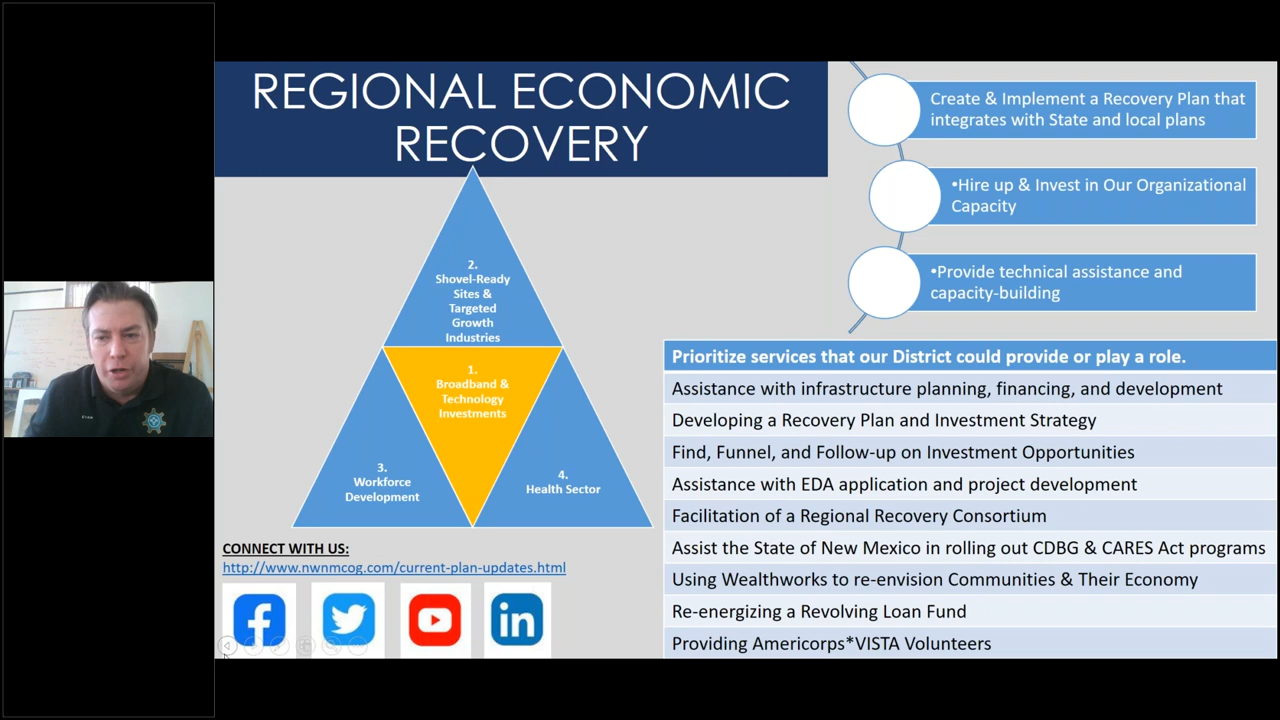 REGIONAL ECONOMIC
RECOVERY
2.
Shovel-Ready
Sites &
Targeted
Growth
Industries
1.
Broadband &
Technology
Investments
3.
Workforce
Development
4.
Health Sector
CONNECT WITH US:
http://www.nwnmcog.com/current-plan-updates.html
Create & Implement a Recovery Plan that
integrates with State and local plans
•Hire up & Invest in Our Organizational
Capacity
•Provide technical assistance and
capacity-building
Prioritize services that our District could provide or play a role.
Assistance with infrastructure planning, financing, and development
Developing a Recovery Plan and Investment Strategy
Find, Funnel, and Follow-up on Investment Opportunities
Assistance with EDA application and project development
Facilitation of a Regional Recovery Consortium
Assist the State of New Mexico in rolling out CDBG & CARES Act programs
Using Wealthworks to re-envision Communities & Their Economy
Re-energizing a Revolving Loan Fund
Providing Americorps*VISTA Volunteers